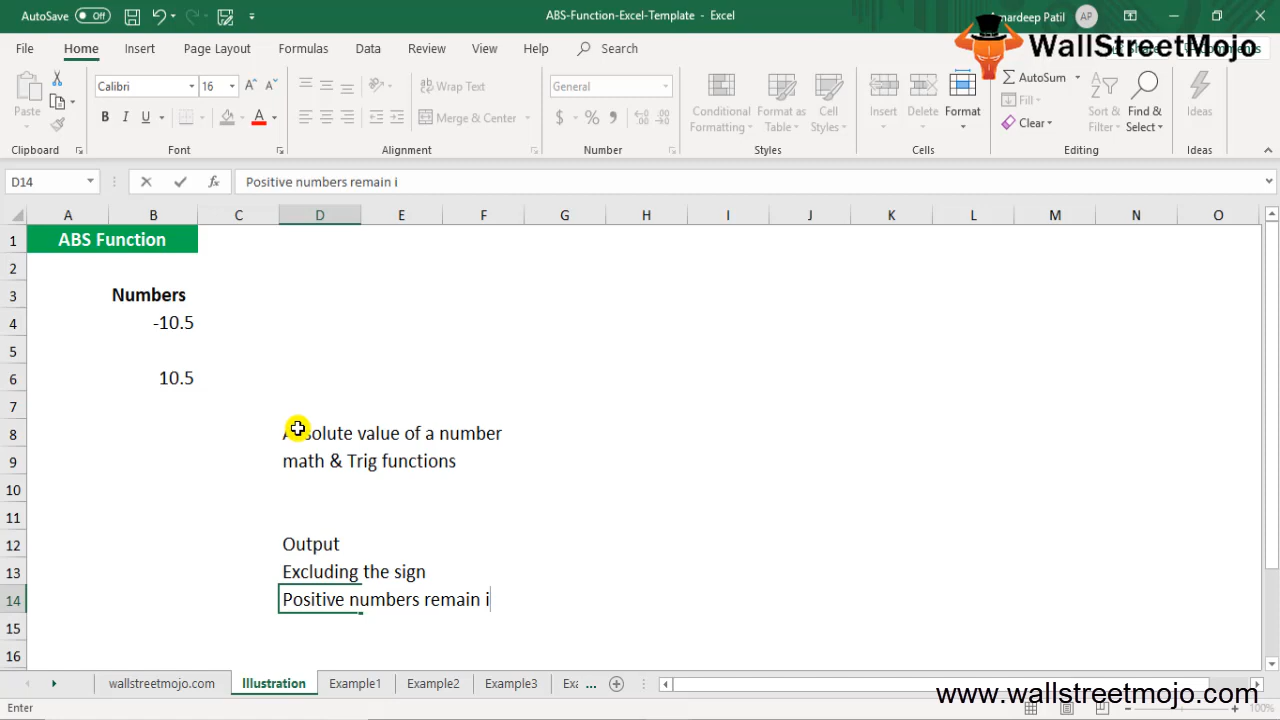 AutoSave Off ABS-Function-Excel-Template - Excel Amardeep Patil AP
WallStreetMojo
File Home Insert Page Layout Formulas Data Review View Help Search
Paste Calibri 16 A A Wrap Text General Conditional Formatting Format as Table Cell Styles Insert Delete Format AutoSum Fill Clear Sort & Filter Find & Select Ideas
B I U A Merge & Center $ % ,
Clipboard Font Alignment Number Styles Cells Editing Ideas
D14 fx Positive numbers remain i
A B C D E F G H I J K L M N O
1 ABS Function
2
3 Numbers
4 -10.5
5
6 10.5
7
8 value of a number
9 math & Trig functions
10
11
12 Output
13 Excluding the sign
14 Positive numbers remain i
15
16
wallstreetmojo.com Illustration Example1 Example2 Example3 Exa ...
www.wallstreetmojo.com
Enter 100%